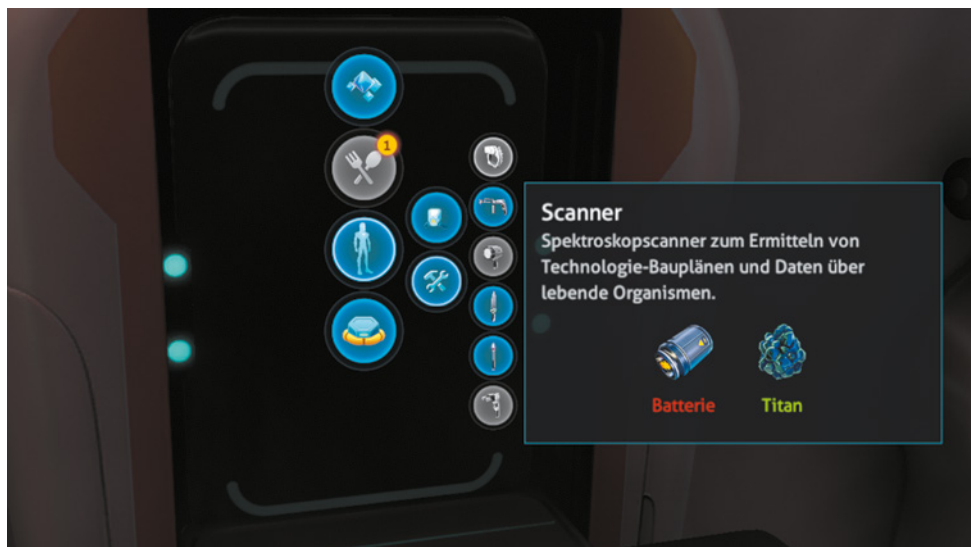 1
Scanner
Spektroskopscanner zum Ermitteln von
Technologie-Bauplänen und Daten über
lebende Organismen.
Batterie Titan